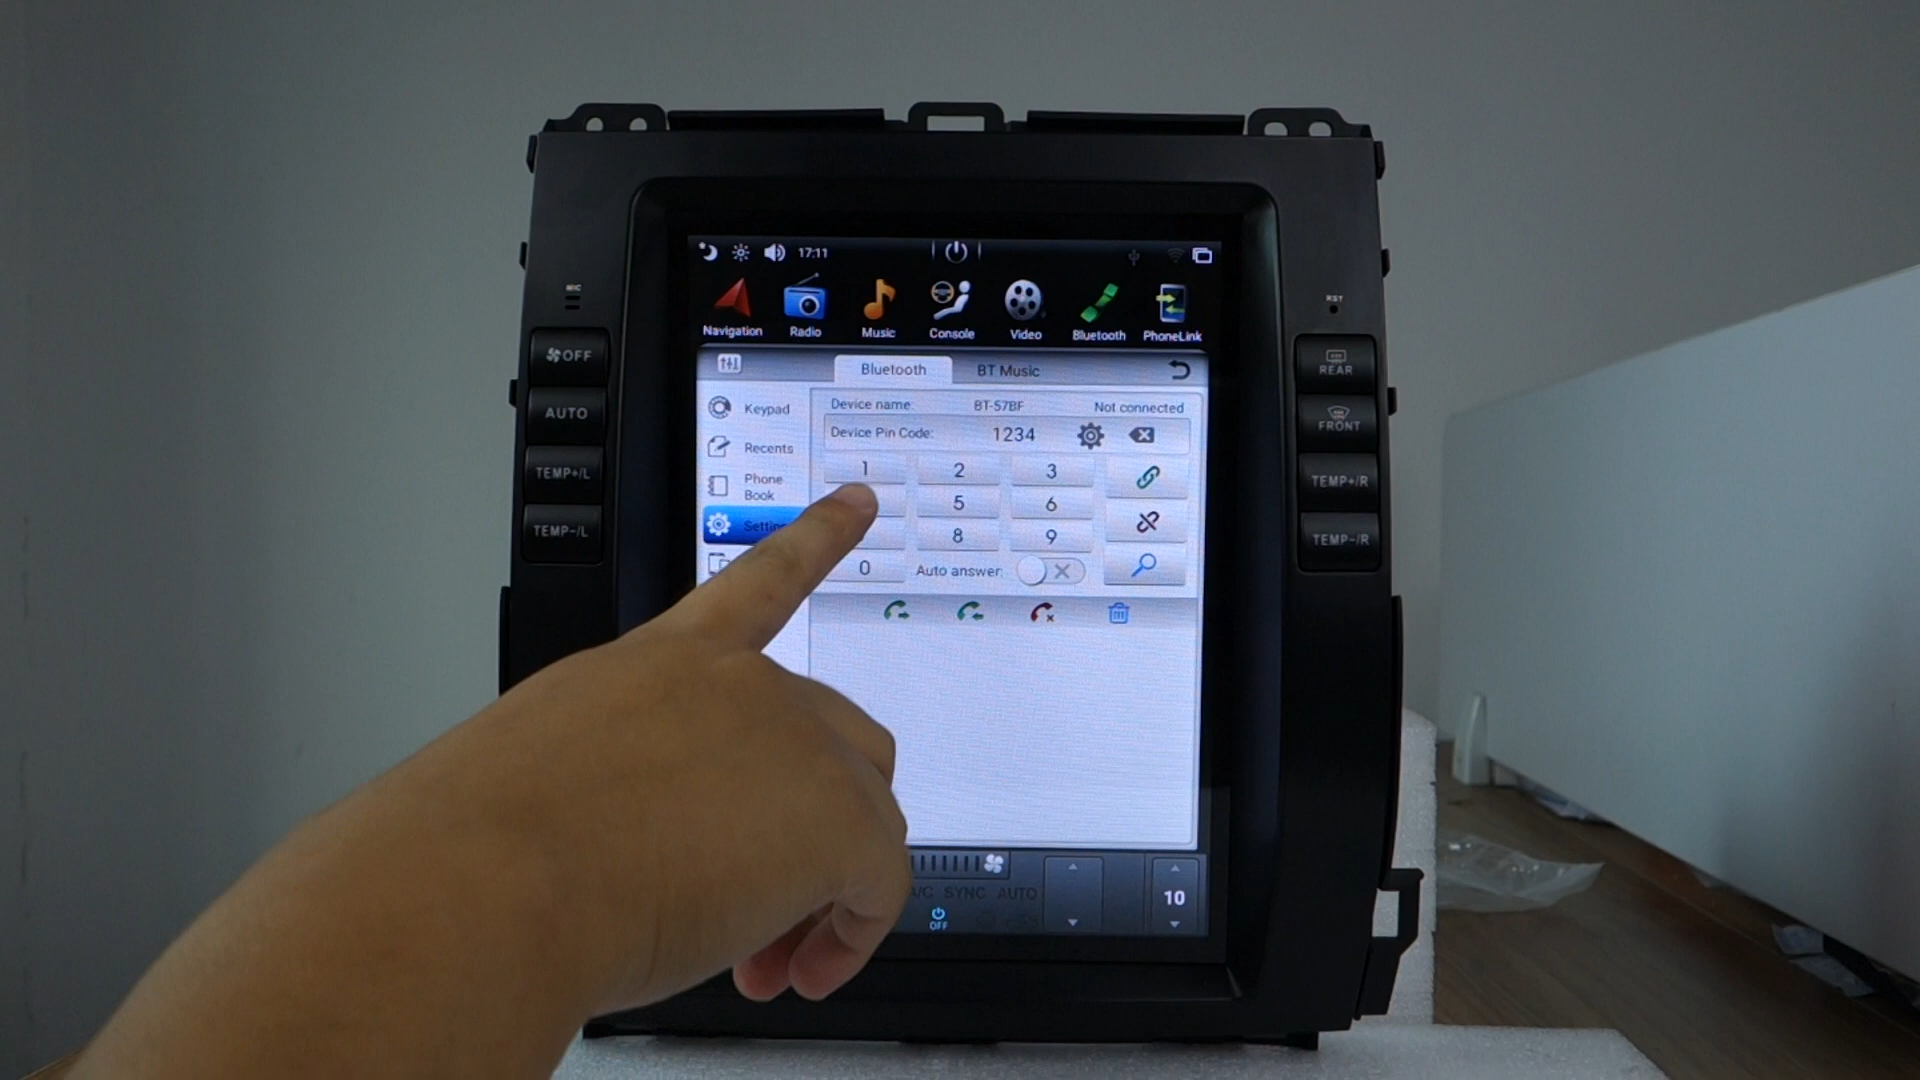 17:11
Navigation Radio Music Console Video Bluetooth PhoneLink
MIC
RST
OFF
AUTO
TEMP+/L
TEMP-/L
REAR
FRONT
TEMP+/R
TEMP-/R
Bluetooth BT Music
Keypad
Recents
Phone
Book
Device name: BT-57BF Not connected
Device Pin Code: 1234
1 2 3
5 6
8 9
0 Auto answer:
SYNC AUTO
OFF
10